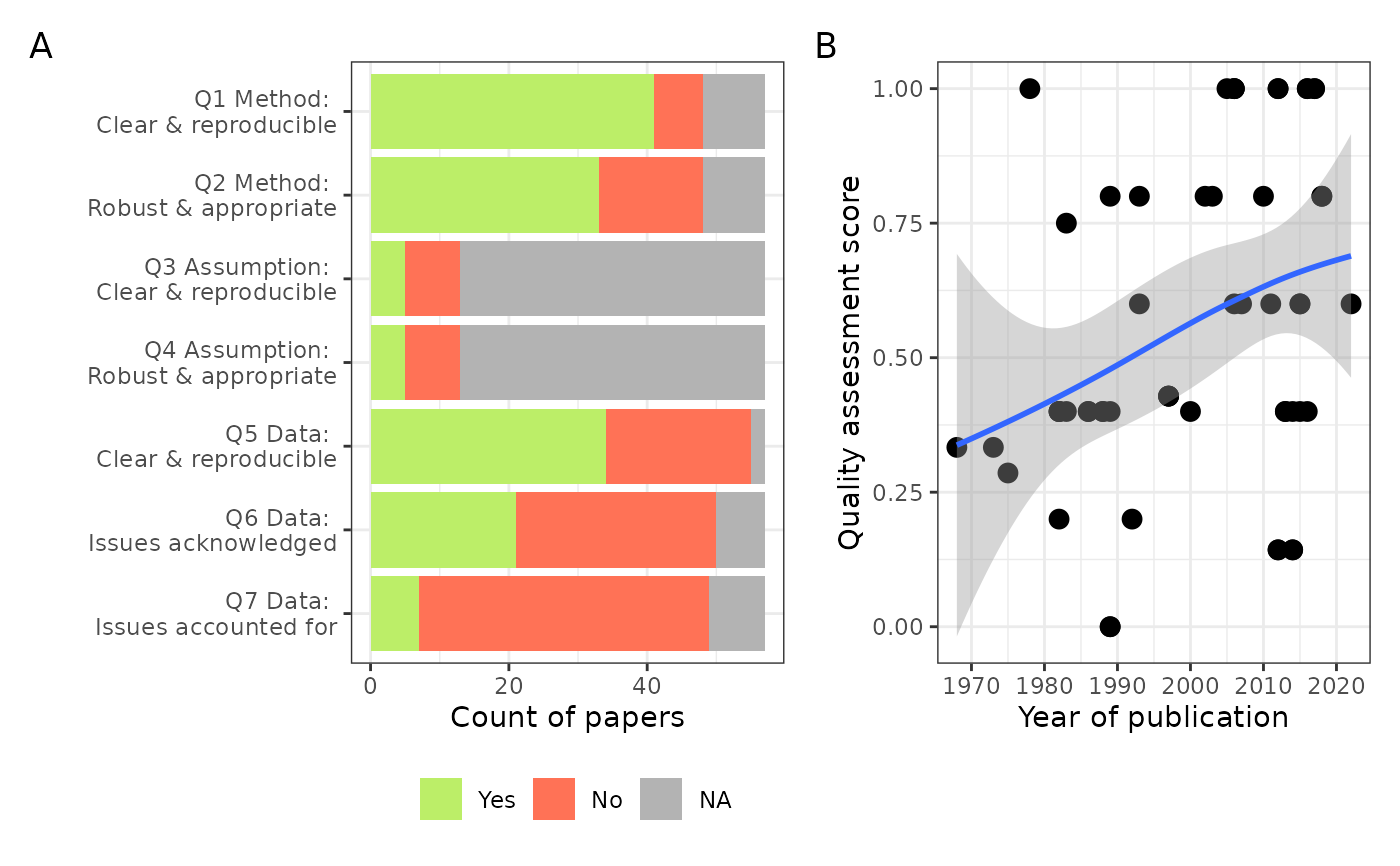 A
Q1 Method:
Clear & reproducible
Q2 Method:
Robust & appropriate
Q3 Assumption:
Clear & reproducible
Q4 Assumption:
Robust & appropriate
Q5 Data:
Clear & reproducible
Q6 Data:
Issues acknowledged
Q7 Data:
Issues accounted for
0 20 40
Count of papers
Yes No NA
B
Quality assessment score
1.00
0.75
0.50
0.25
0.00
1970 1980 1990 2000 2010 2020
Year of publication